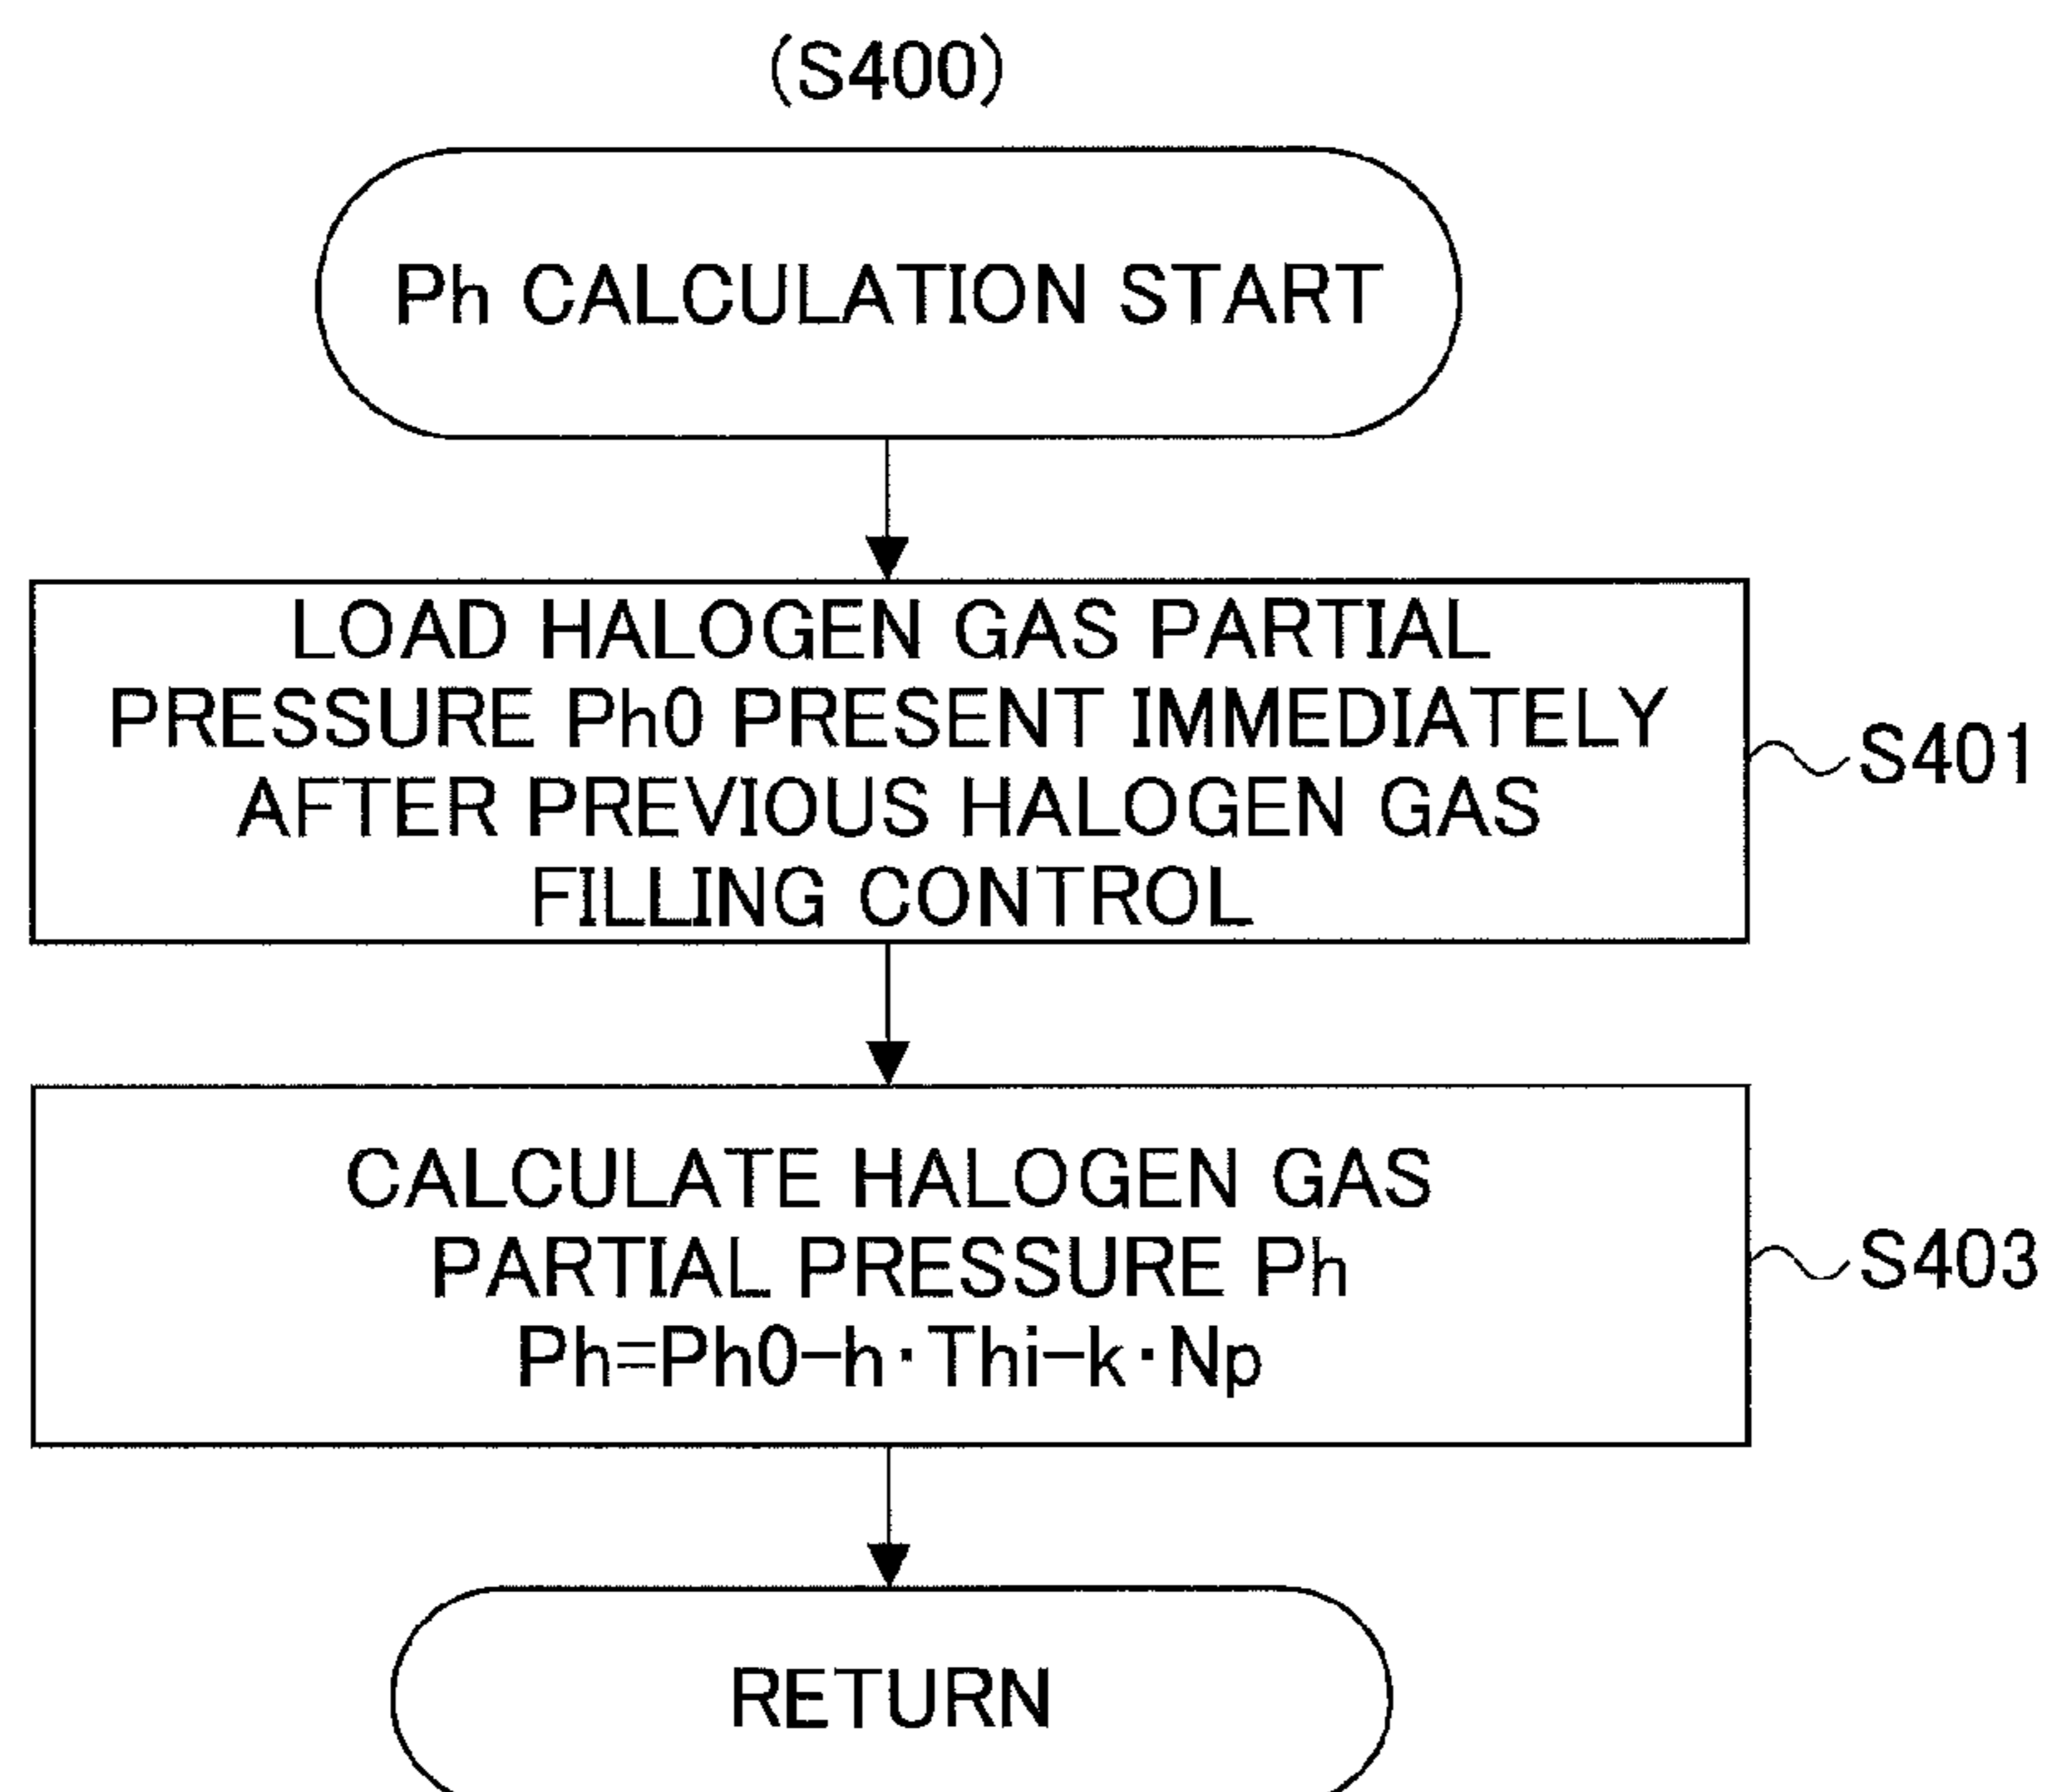 (S400)
Ph CALCULATION START
LOAD HALOGEN GAS PARTIAL
PRESSURE Ph0 PRESENT IMMEDIATELY
AFTER PREVIOUS HALOGEN GAS
FILLING CONTROL
S401
CALCULATE HALOGEN GAS
PARTIAL PRESSURE Ph
Ph=Ph0−h・Thi−k・Np
S403
RETURN